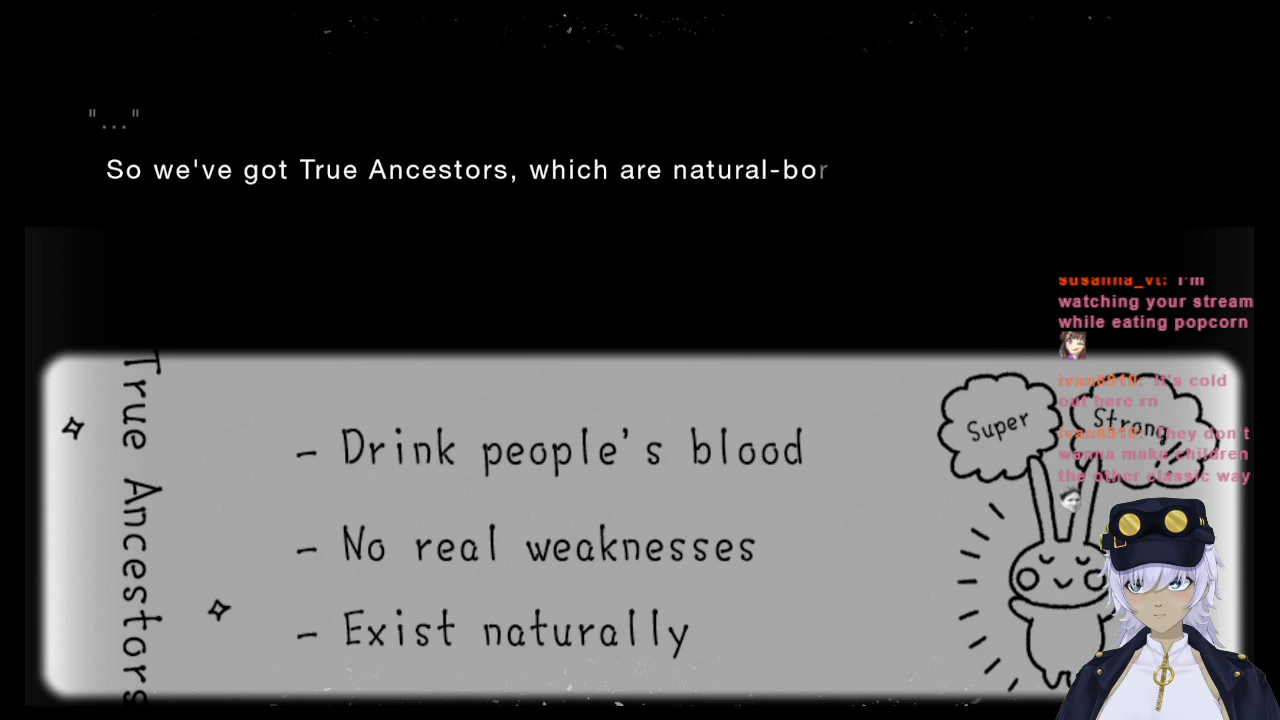 "..."
So we've got True Ancestors, which are natural-bor
susanna_vt: I'm
watching your stream
while eating popcorn
ivan8910: It's cold
out here rn
ivan8910: They don't
wanna make children
the other classic way
True Ancestors
- Drink people's blood
- No real weaknesses
- Exist naturally
Super
Strong